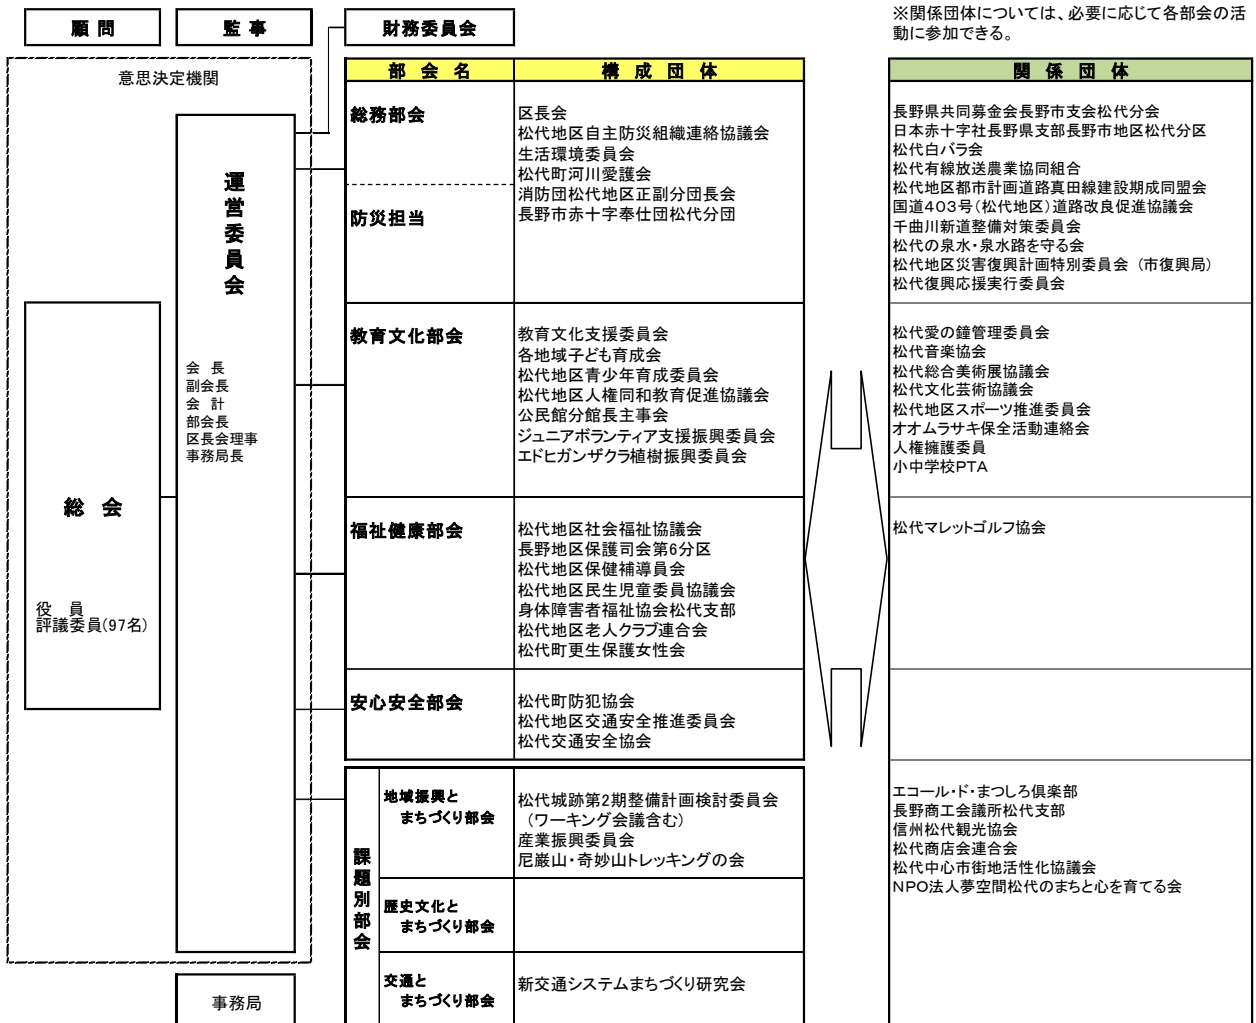 顧 問
監 事
財務委員会
※関係団体については、必要に応じて各部会の活
動に参加できる。
意思決定機関
運営委員会
会 長
副会長
会 計
部会長
区長会理事
事務局長
総 会
役 員
評議委員(97名)
事務局
部 会 名
構 成 団 体
総務部会
防災担当
区長会
松代地区自主防災組織連絡協議会
生活環境委員会
松代町河川愛護会
消防団松代地区正副分団長会
長野市赤十字奉仕団松代分団
教育文化部会
教育文化支援委員会
各地域子ども育成会
松代地区青少年育成委員会
松代地区人権同和教育促進協議会
公民館分館長主事会
ジュニアボランティア支援振興委員会
エドヒガンザクラ植樹振興委員会
福祉健康部会
松代地区社会福祉協議会
長野地区保護司会第6分区
松代地区保健補導員会
松代地区民生児童委員協議会
身体障害者福祉協会松代支部
松代地区老人クラブ連合会
松代町更生保護女性会
安心安全部会
松代町防犯協会
松代地区交通安全推進委員会
松代交通安全協会
課題別部会
地域振興と
まちづくり部会
松代城跡第2期整備計画検討委員会
（ワーキング会議含む）
産業振興委員会
尼巌山・奇妙山トレッキングの会
歴史文化と
まちづくり部会
交通と
まちづくり部会
新交通システムまちづくり研究会
関 係 団 体
長野県共同募金会長野市支会松代分会
日本赤十字社長野県支部長野市地区松代分区
松代白バラ会
松代有線放送農業協同組合
松代地区都市計画道路真田線建設期成同盟会
国道403号(松代地区)道路改良促進協議会
千曲川新道整備対策委員会
松代の泉水・泉水路を守る会
松代地区災害復興計画特別委員会（市復興局）
松代復興応援実行委員会
松代愛の鐘管理委員会
松代音楽協会
松代総合美術展協議会
松代文化芸術協議会
松代地区スポーツ推進委員会
オオムラサキ保全活動連絡会
人権擁護委員
小中学校PTA
松代マレットゴルフ協会
エコール・ド・まつしろ倶楽部
長野商工会議所松代支部
信州松代観光協会
松代商店会連合会
松代中心市街地活性化協議会
NPO法人夢空間松代のまちと心を育てる会